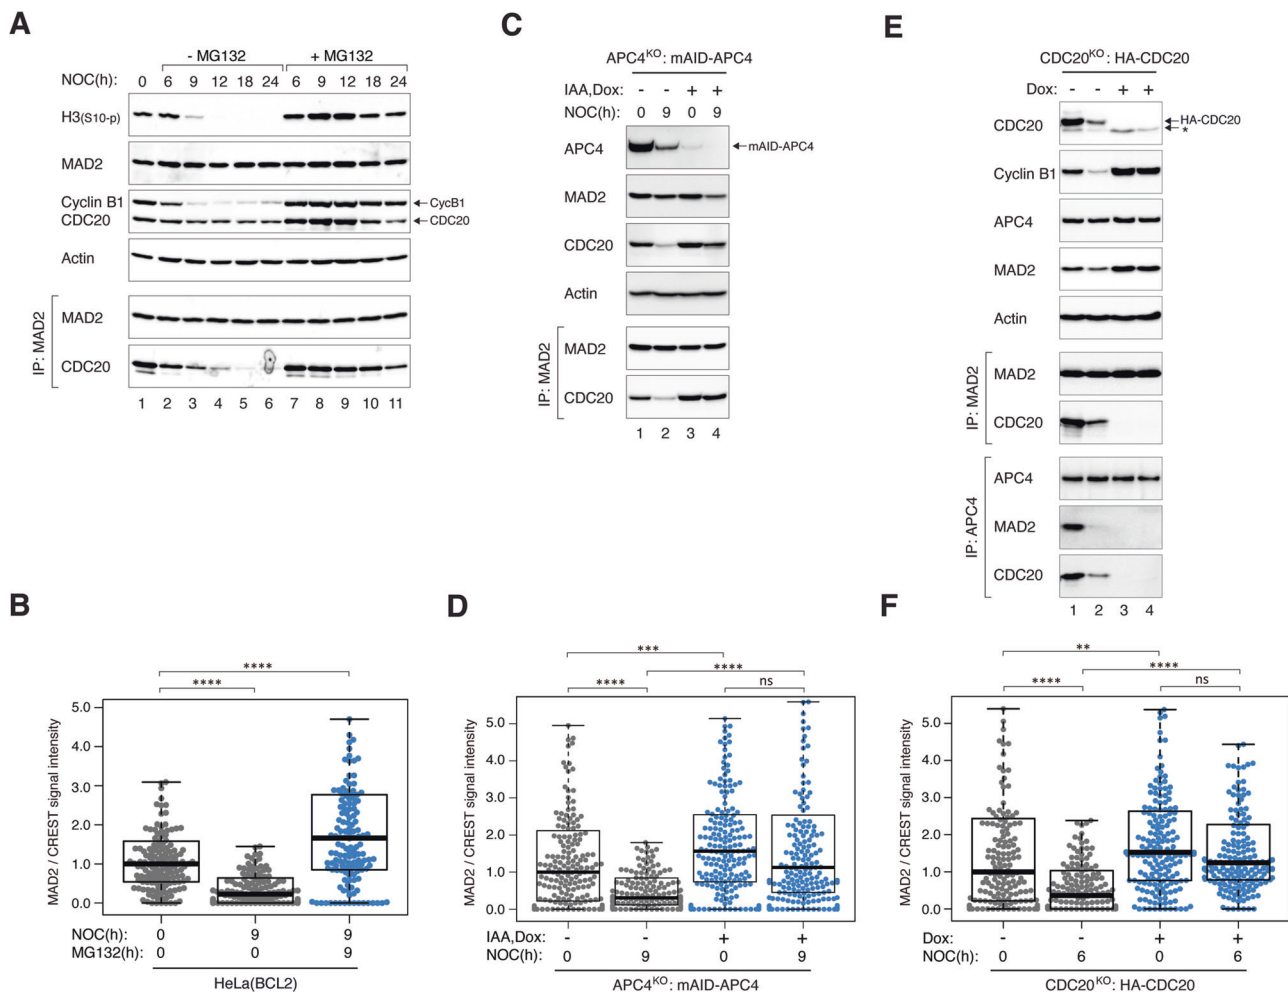 A
- MG132 + MG132
NOC(h): 0 6 9 12 18 24 6 9 12 18 24
H3(S10-p)
MAD2
Cyclin B1 CycB1
CDC20 CDC20
Actin
IP: MAD2
MAD2
CDC20
1 2 3 4 5 6 7 8 9 10 11
C
APC4KO: mAID-APC4
IAA,Dox: - - + +
NOC(h): 0 9 0 9
APC4 mAID-APC4
MAD2
CDC20
Actin
IP: MAD2
MAD2
CDC20
1 2 3 4
E
CDC20KO: HA-CDC20
Dox: - - + +
CDC20 HA-CDC20
*
Cyclin B1
APC4
MAD2
Actin
IP: MAD2
MAD2
CDC20
IP: APC4
APC4
MAD2
CDC20
1 2 3 4
B
****
****
MAD2 / CREST signal intensity
5.0
4.0
3.0
2.0
1.0
0.0
NOC(h): 0 9 9
MG132(h): 0 0 9
HeLa(BCL2)
D
***
****
**** ns
MAD2 / CREST signal intensity
5.0
4.0
3.0
2.0
1.0
0.0
IAA,Dox: - - + +
NOC(h): 0 9 0 9
APC4KO: mAID-APC4
F
**
****
**** ns
MAD2 / CREST signal intensity
5.0
4.0
3.0
2.0
1.0
0.0
Dox: - - + +
NOC(h): 0 6 0 6
CDC20KO: HA-CDC20